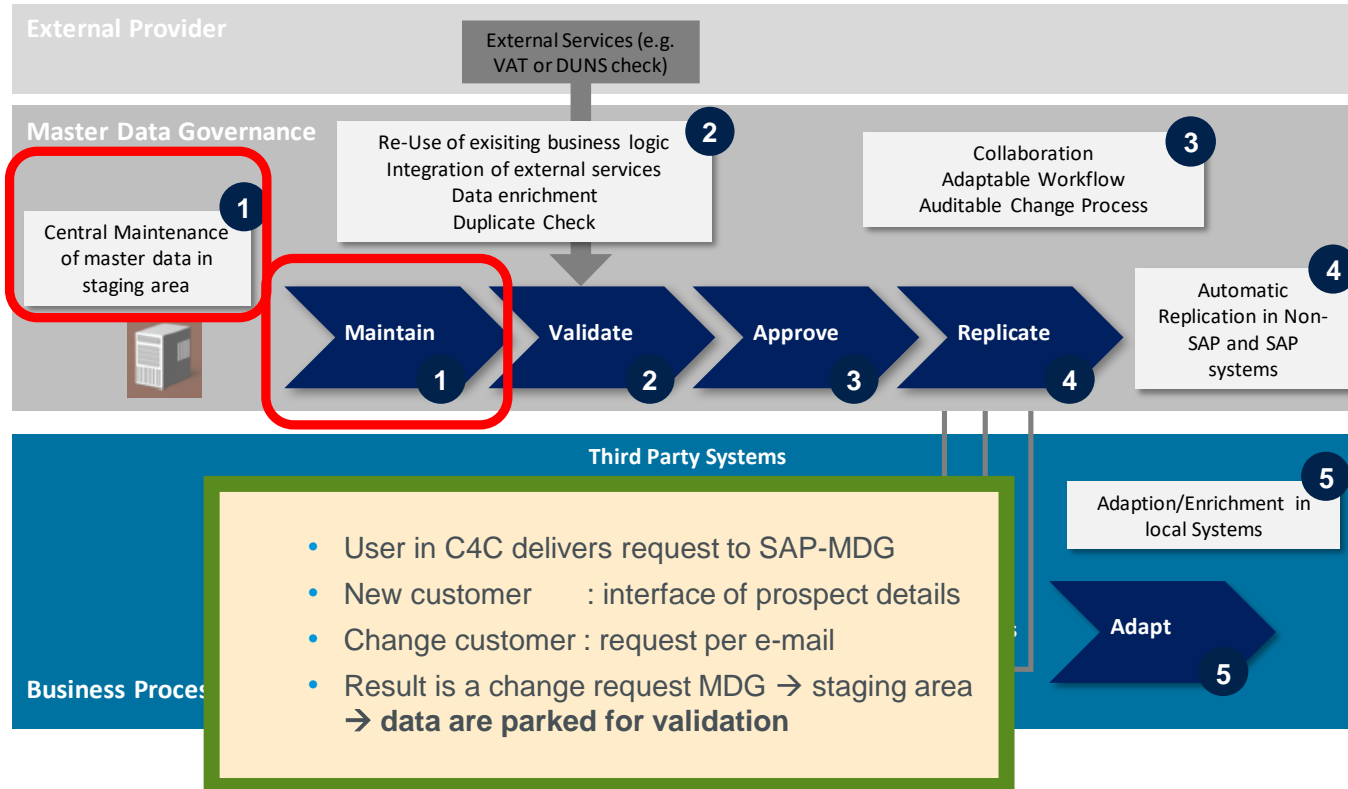 External Provider
External Services (e.g.
VAT or DUNS check)
Master Data Governance
1
Central Maintenance
of master data in
staging area
2
Re-Use of exisiting business logic
Integration of external services
Data enrichment
Duplicate Check
3
Collaboration
Adaptable Workflow
Auditable Change Process
4
Automatic
Replication in Non-
SAP and SAP
systems
Maintain
1
Validate
2
Approve
3
Replicate
4
Third Party Systems
5
Adaption/Enrichment in
local Systems
• User in C4C delivers request to SAP-MDG
• New customer : interface of prospect details
• Change customer : request per e-mail
• Result is a change request MDG → staging area
→ data are parked for validation
s
Adapt
5
Business Proces